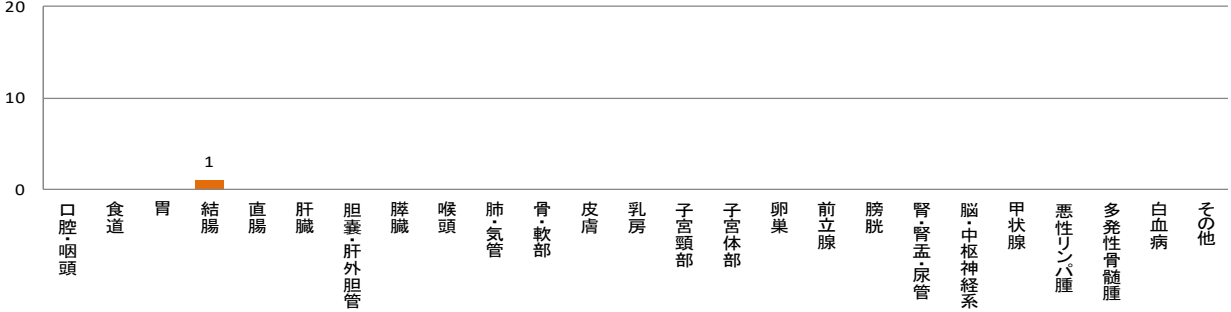 20
10
0
1
口腔・咽頭
食道
胃
結腸
直腸
肝臓
胆嚢・肝外胆管
膵臓
喉頭
肺・気管
骨・軟部
皮膚
乳房
子宮頸部
子宮体部
卵巣
前立腺
膀胱
腎・腎盂・尿管
脳・中枢神経系
甲状腺
悪性リンパ腫
多発性骨髄腫
白血病
その他